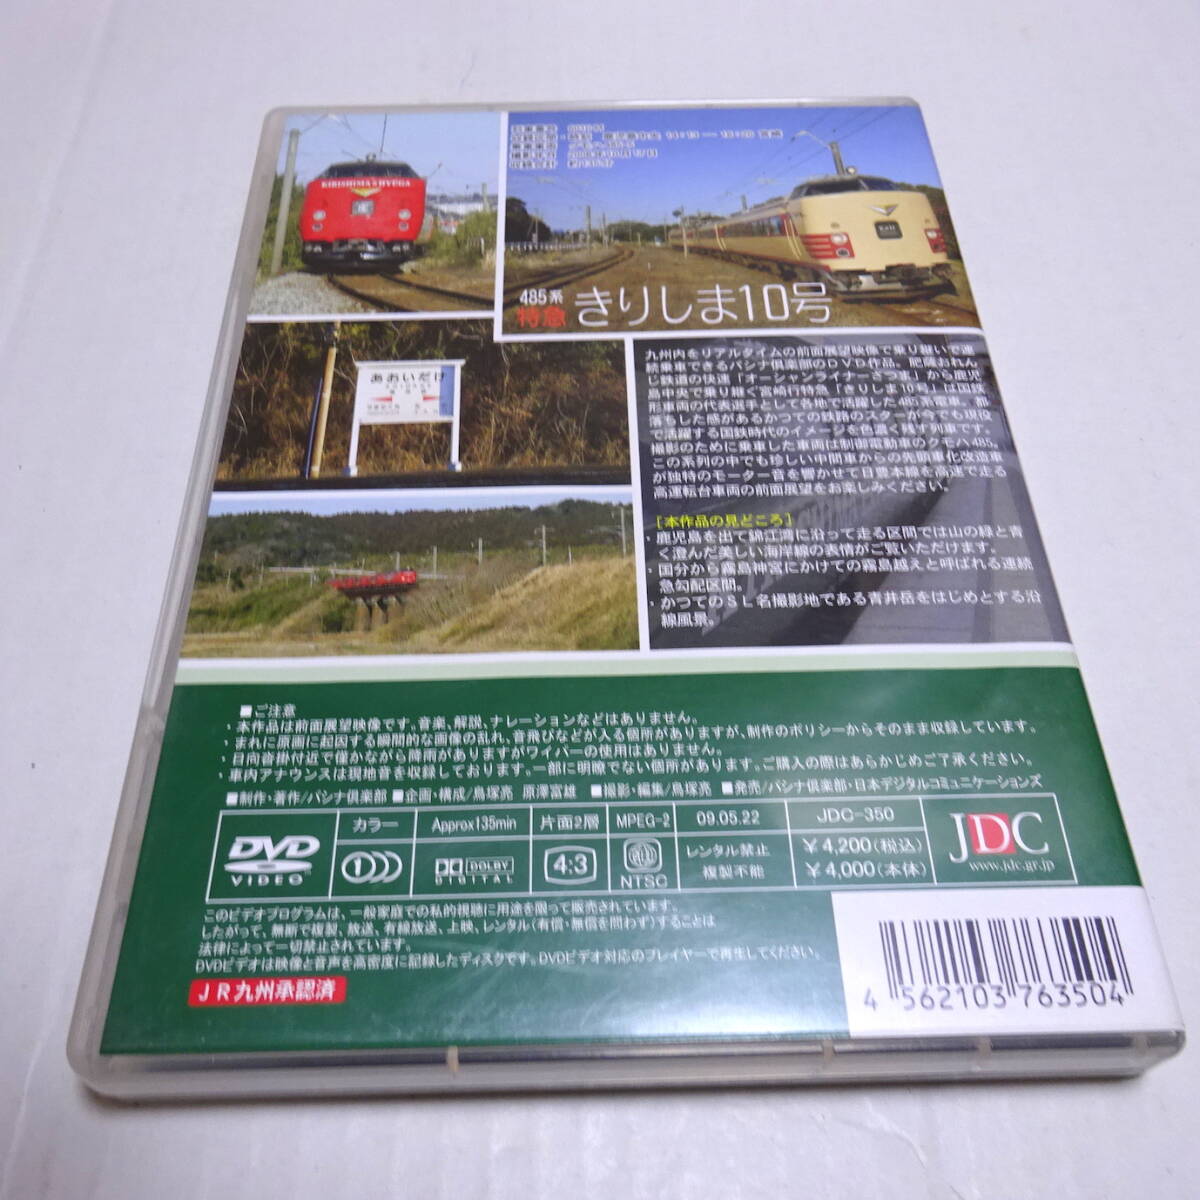 KIRISHIMA & HYUGA
485系
特急 きりしま10号
あおいだけ
九州内をリアルタイムの前面展望映像で乗り継いで連
続乗車できるパシナ倶楽部のDVD作品。肥薩おれん
じ鉄道の快速「オーシャンライナーさつま」から鹿児
島中央で乗り継ぐ宮崎行特急「きりしま10号」は国鉄
形車両の代表選手として各地で活躍した485系電車。都
落ちした感があるかつての鉄路のスターが今でも現役
で活躍する国鉄時代のイメージを色濃く残す列車です。
撮影のために乗車した車両は制御電動車のクモハ485。
この系列の中でも珍しい中間車からの先頭車化改造車
が独特のモーター音を響かせて日豊本線を高速で走る
高運転台車両の前面展望をお楽しみください。
[本作品の見どころ]
・鹿児島を出て錦江湾に沿って走る区間では山の緑と青
く澄んだ美しい海岸線の表情がご覧いただけます。
・国分から霧島神宮にかけての霧島越えと呼ばれる連続
急勾配区間。
・かつてのSL名撮影地である青井岳をはじめとする沿
線風景。
■ご注意
・本作品は前面展望映像です。音楽、解説、ナレーションなどはありません。
・まれに原画に起因する瞬間的な画像の乱れ、音飛びなどが入る個所がありますが、制作のポリシーからそのまま収録しています。
・日向沓掛付近で僅かながら降雨がありますがワイパーの使用はありません。
・車内アナウンスは現地音を収録しております。一部に明瞭でない個所があります。ご購入の際はあらかじめご了承ください。
■制作・著作/パシナ倶楽部 ■企画・構成/鳥塚亮 原澤富雄 ■撮影・編集/鳥塚亮 ■発売/パシナ倶楽部・日本デジタルコミュニケーションズ
DVD VIDEO
カラー Approx135min 片面2層 MPEG-2 09.05.22 JDC-350
DOLBY DIGITAL 4:3 NTSC
レンタル禁止
複製不能
¥4,200(税込)
¥4,000(本体)
JDC
www.jdc.gr.jp
このビデオプログラムは、一般家庭での私的視聴に用途を限って販売されています。
したがって、無断で複製、放送、有線放送、上映、レンタル(有償・無償を問わず)することは
法律によって一切禁止されています。
DVDビデオは映像と音声を高密度に記録したディスクです。DVDビデオ対応のプレイヤーで再生してください。
JR九州承認済
4 562103 763504